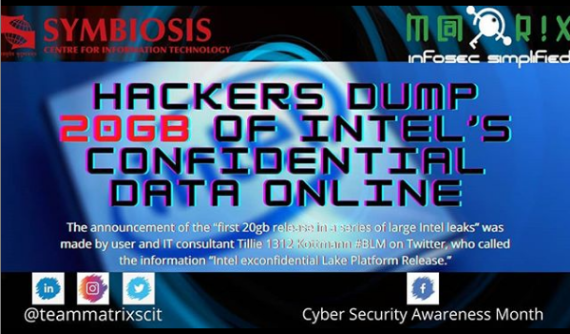 SYMBIOSIS
CENTRE FOR INFORMATION TECHNOLOGY
M@TR!X
inFosec simplified
HACKERS DUMP
20GB OF INTEL'S
CONFIDENTIAL
DATA ONLINE
The announcement of the "first 20gb release in a series of large Intel leaks" was
made by user and IT consultant Tillie 1312 Kottmann #BLM on Twitter, who called
the information "Intel exconfidential Lake Platform Release."
@teammatrixscit
Cyber Security Awareness Month